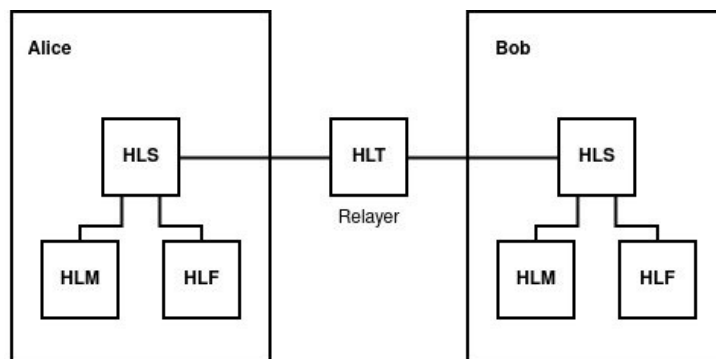 Alice
Bob
HLS
HLT
HLS
Relayer
HLM
HLF
HLM
HLF